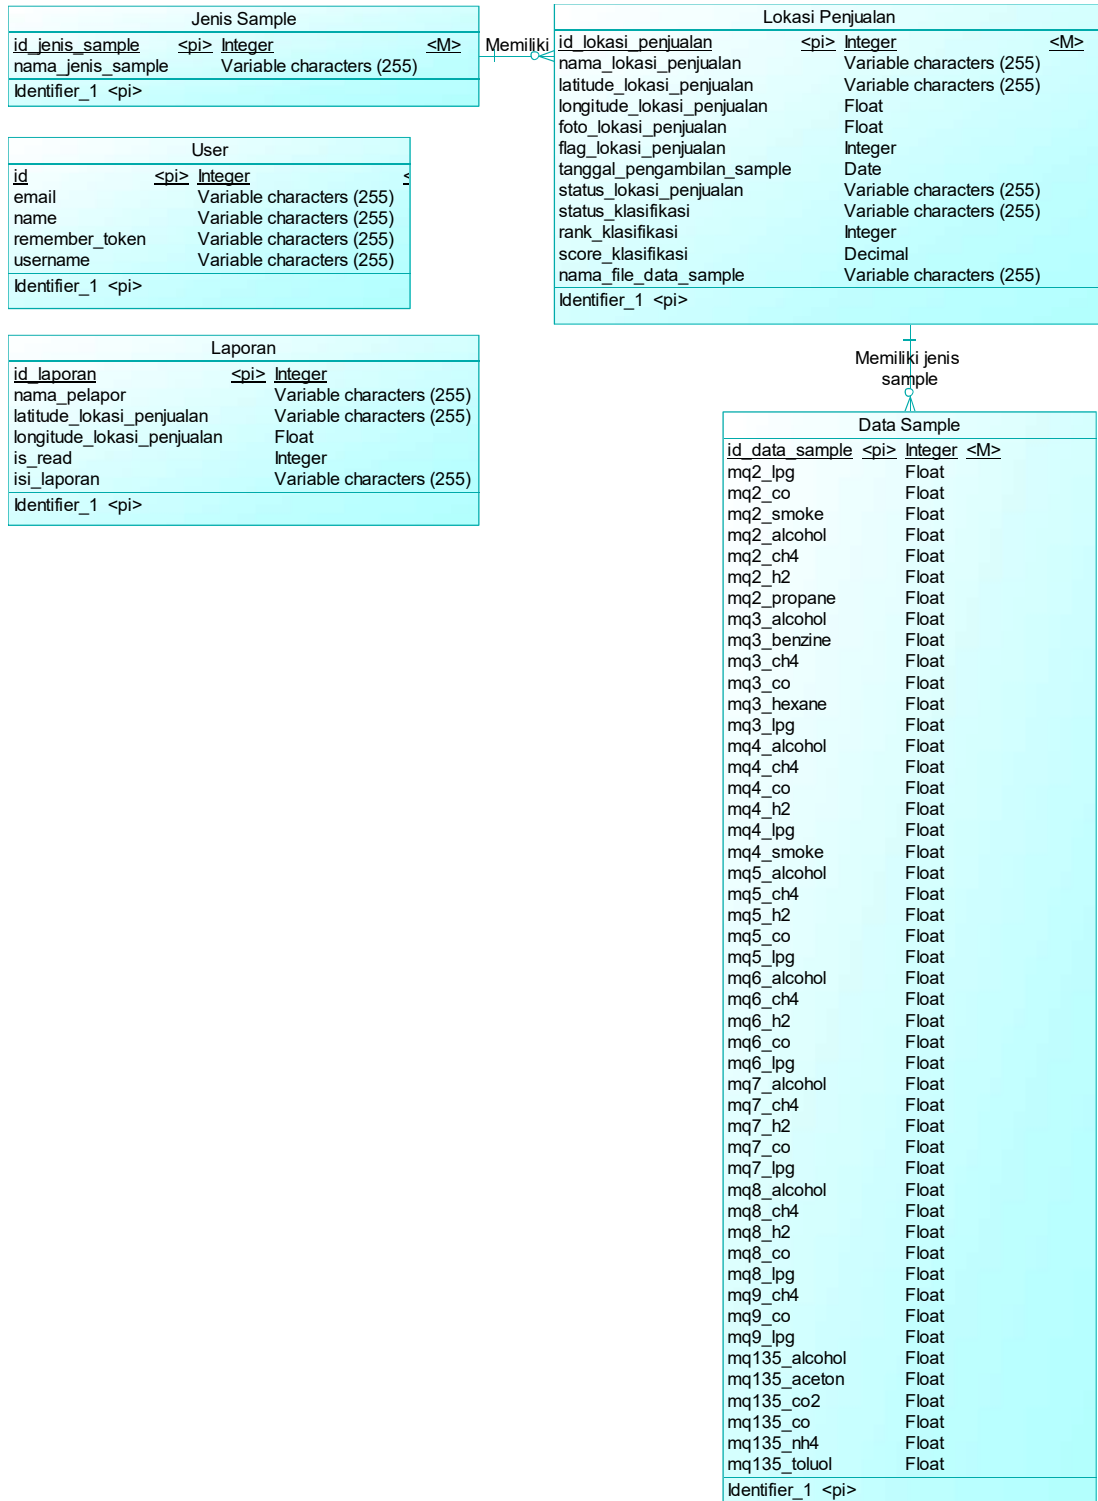 Jenis Sample
id_jenis_sample <pi> Integer <M>
nama_jenis_sample Variable characters (255)
Identifier_1 <pi>
Memiliki
Lokasi Penjualan
id_lokasi_penjualan <pi> Integer <M>
nama_lokasi_penjualan Variable characters (255)
latitude_lokasi_penjualan Variable characters (255)
longitude_lokasi_penjualan Float
foto_lokasi_penjualan Float
flag_lokasi_penjualan Integer
tanggal_pengambilan_sample Date
status_lokasi_penjualan Variable characters (255)
status_klasifikasi Variable characters (255)
rank_klasifikasi Integer
score_klasifikasi Decimal
nama_file_data_sample Variable characters (255)
Identifier_1 <pi>
User
id <pi> Integer <
email Variable characters (255)
name Variable characters (255)
remember_token Variable characters (255)
username Variable characters (255)
Identifier_1 <pi>
Laporan
id_laporan <pi> Integer
nama_pelapor Variable characters (255)
latitude_lokasi_penjualan Variable characters (255)
longitude_lokasi_penjualan Float
is_read Integer
isi_laporan Variable characters (255)
Identifier_1 <pi>
Memiliki jenis
sample
Data Sample
id_data_sample <pi> Integer <M>
mq2_lpg Float
mq2_co Float
mq2_smoke Float
mq2_alcohol Float
mq2_ch4 Float
mq2_h2 Float
mq2_propane Float
mq3_alcohol Float
mq3_benzine Float
mq3_ch4 Float
mq3_co Float
mq3_hexane Float
mq3_lpg Float
mq4_alcohol Float
mq4_ch4 Float
mq4_co Float
mq4_h2 Float
mq4_lpg Float
mq4_smoke Float
mq5_alcohol Float
mq5_ch4 Float
mq5_h2 Float
mq5_co Float
mq5_lpg Float
mq6_alcohol Float
mq6_ch4 Float
mq6_h2 Float
mq6_co Float
mq6_lpg Float
mq7_alcohol Float
mq7_ch4 Float
mq7_h2 Float
mq7_co Float
mq7_lpg Float
mq8_alcohol Float
mq8_ch4 Float
mq8_h2 Float
mq8_co Float
mq8_lpg Float
mq9_ch4 Float
mq9_co Float
mq9_lpg Float
mq135_alcohol Float
mq135_aceton Float
mq135_co2 Float
mq135_co Float
mq135_nh4 Float
mq135_toluol Float
Identifier_1 <pi>